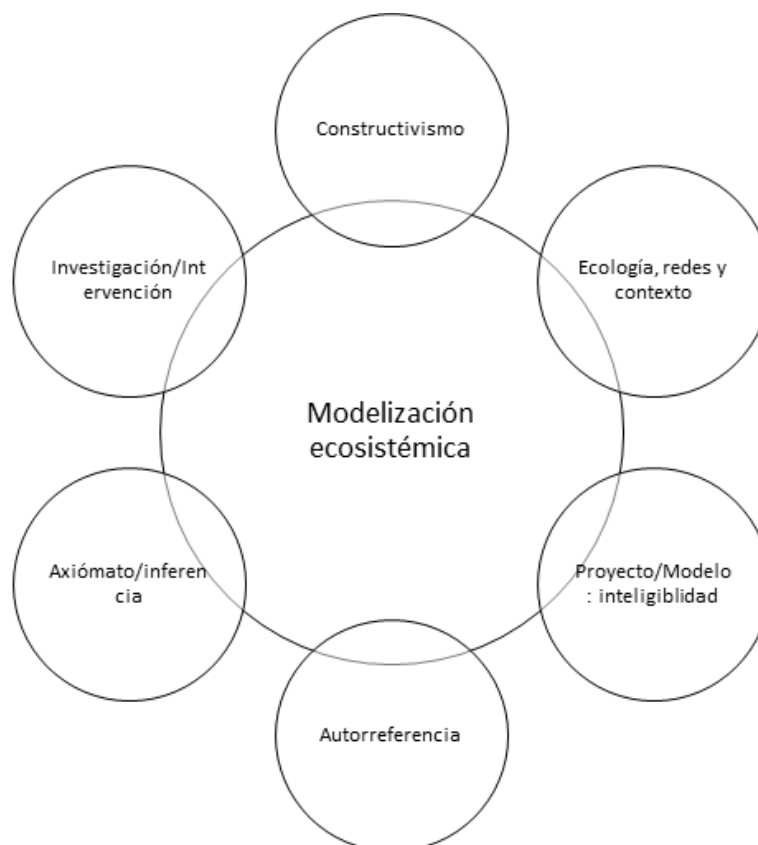 Constructivismo
Investigación/Int
ervención
Ecología, redes y
contexto
Modelización
ecosistémica
Axiómato/inferen
cia
Proyecto/Modelo
: inteligiblidad
Autorreferencia